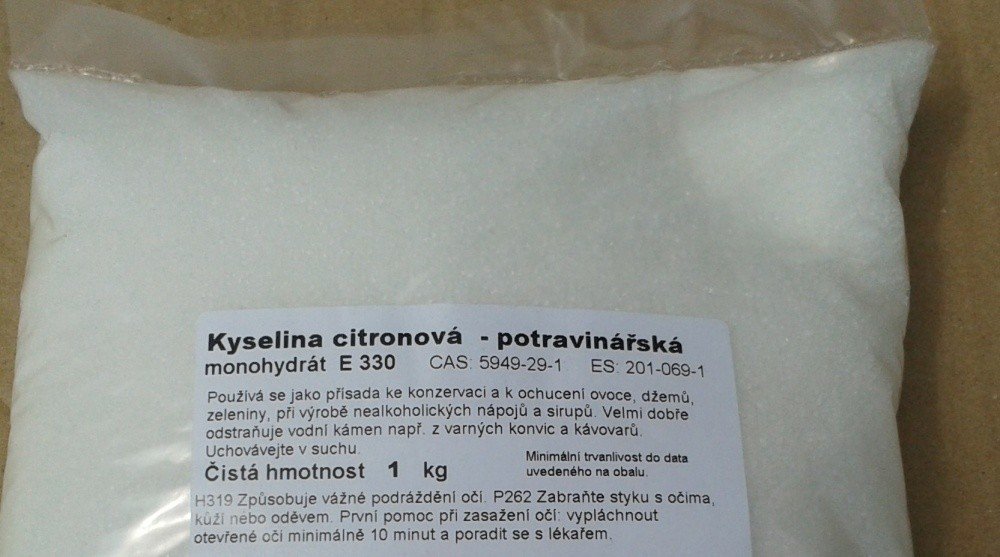 Kyselina citronová - potravinářská
monohydrát E 330 CAS: 5949-29-1 ES: 201-069-1
Používá se jako přísada ke konzervaci a k ochucení ovoce, džemů,
zeleniny, při výrobě nealkoholických nápojů a sirupů. Velmi dobře
odstraňuje vodní kámen např. z varných konvic a kávovarů.
Uchovávejte v suchu.
Minimální trvanlivost do data
uvedeného na obalu.
Čistá hmotnost 1 kg
H319 Způsobuje vážné podráždění očí. P262 Zabraňte styku s očima,
kůží nebo oděvem. První pomoc při zasažení očí: vypláchnout
otevřené oči minimálně 10 minut a poradit se s lékařem.